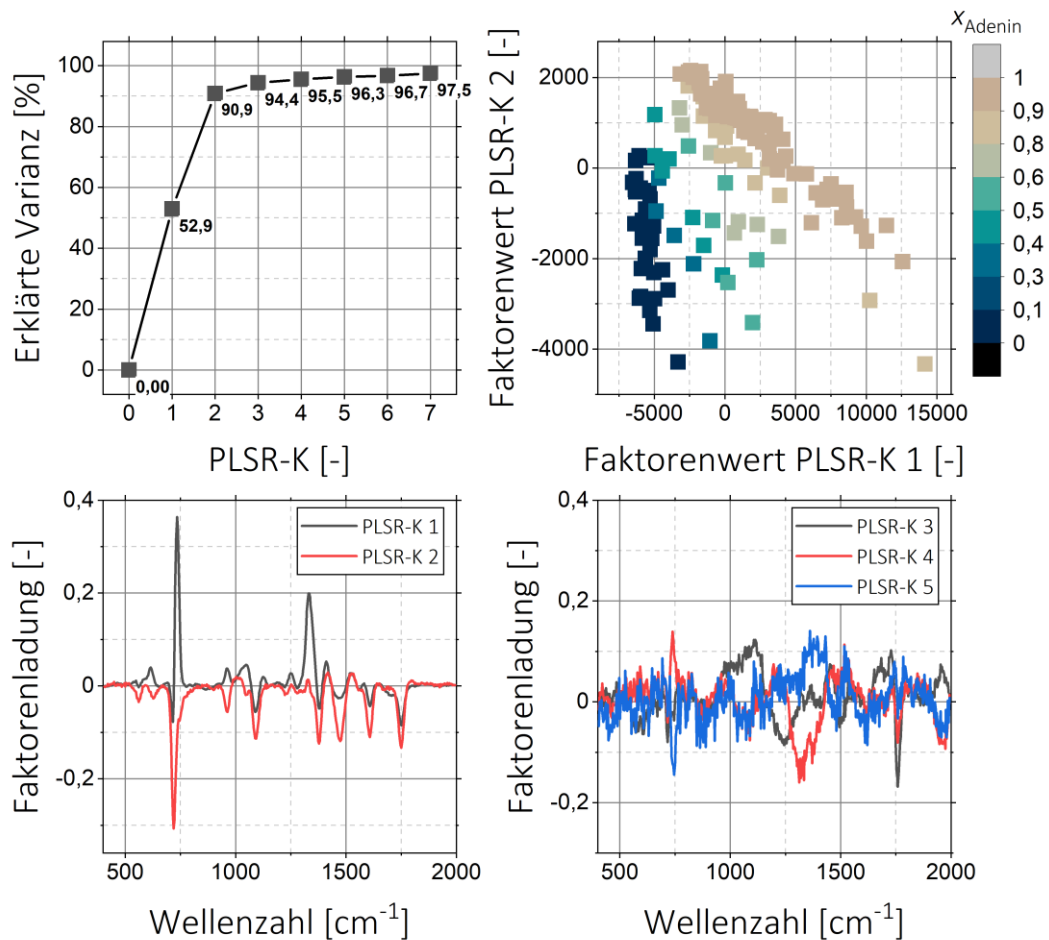 Erklärte Varianz [%]
100
80
60
40
20
0
0,00
52,9
90,9
94,4
95,5
96,3
96,7
97,5
0 1 2 3 4 5 6 7
PLSR-K [-]
Faktorenwert PLSR-K 2 [-]
2000
0
-2000
-4000
-5000 0 5000 10000 15000
Faktorenwert PLSR-K 1 [-]
xAdenin
1
0,9
0,8
0,6
0,5
0,4
0,3
0,1
0
Faktorenladung [-]
0,4
0,2
0
-0,2
PLSR-K 1
PLSR-K 2
500 1000 1500 2000
Wellenzahl [cm⁻¹]
Faktorenladung [-]
0,4
0,2
0
-0,2
PLSR-K 3
PLSR-K 4
PLSR-K 5
500 1000 1500 2000
Wellenzahl [cm⁻¹]